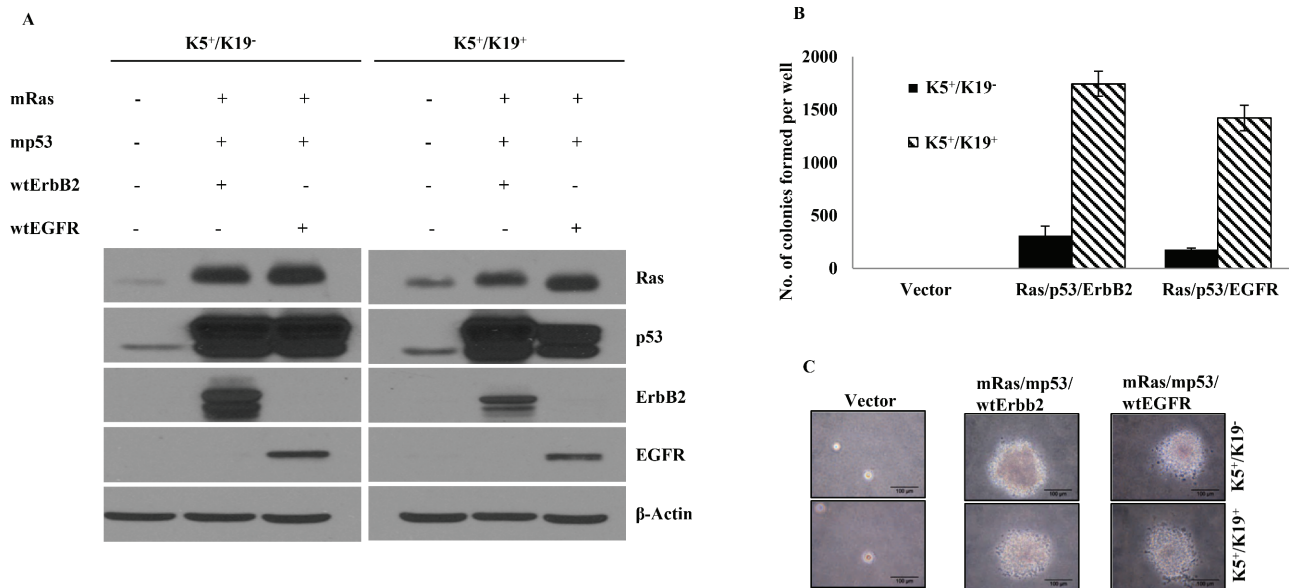 A
K5⁺/K19⁻ K5⁺/K19⁺
mRas - + + - + +
mp53 - + + - + +
wtErbB2 - + - - + -
wtEGFR - - + - - +
Ras
p53
ErbB2
EGFR
β-Actin
B
No. of colonies formed per well
2000
1500
1000
500
0
K5⁺/K19⁻
K5⁺/K19⁺
Vector Ras/p53/ErbB2 Ras/p53/EGFR
C
Vector
mRas/mp53/
wtErbb2
mRas/mp53/
wtEGFR
100 µm 100 µm 100 µm
K5⁺/K19⁻
100 µm 100 µm 100 µm
K5⁺/K19⁺